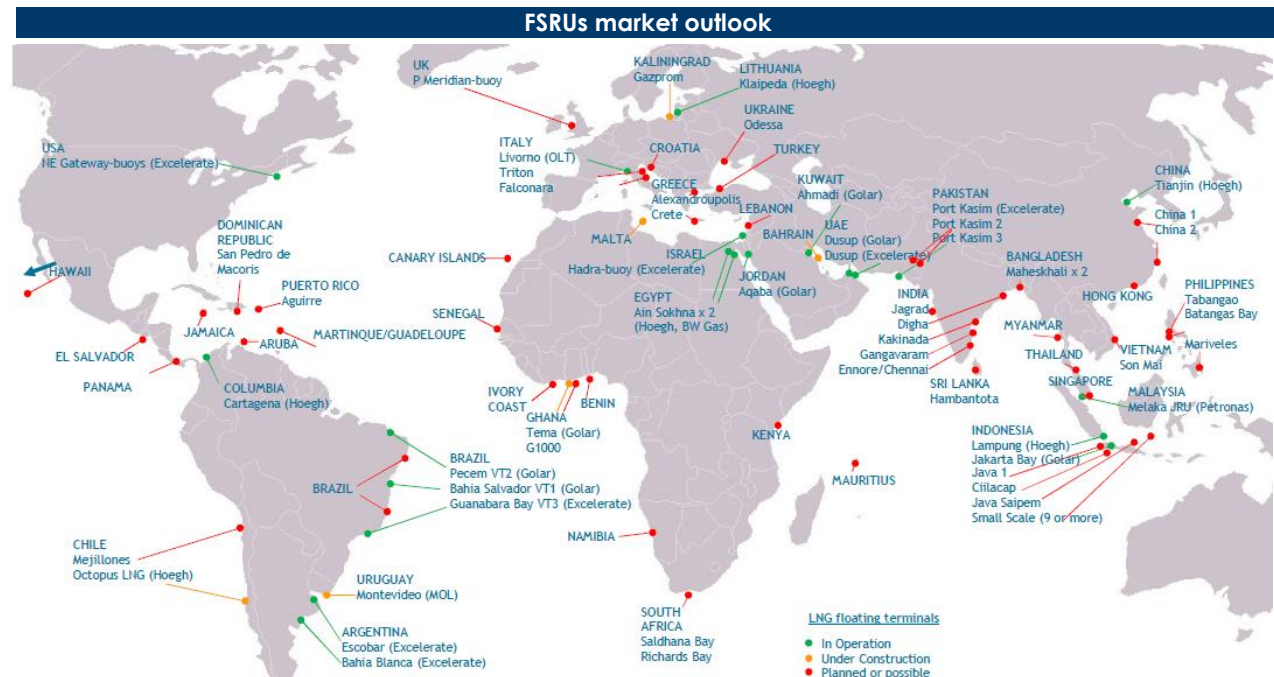 FSRUs market outlook
UK
P Meridian-buoy
KALININGRAD
Gazprom
LITHUANIA
Klaipeda (Hoegh)
UKRAINE
Odessa
USA
NE Gateway-buoys (Excelerate)
ITALY
Livorno (OLT)
Triton
Falconara
CROATIA
TURKEY
GREECE
Alexandroupolis
Crete
KUWAIT
Ahmadi (Golar)
PAKISTAN
Port Kasim (Excelerate)
Port Kasim 2
Port Kasim 3
CHINA
Tianjin (Hoegh)
China 1
China 2
DOMINICAN
REPUBLIC
San Pedro de
Macoris
LEBANON
BAHRAIN
UAE
Dusup (Golar)
Dusup (Excelerate)
MALTA
HAWAII
CANARY ISLANDS
ISRAEL
Hadra-buoy (Excelerate)
JORDAN
Aqaba (Golar)
BANGLADESH
Maheskhali x 2
PUERTO RICO
Aguirre
EGYPT
Ain Sokhna x 2
(Hoegh, BW Gas)
INDIA
Jagrad
Digha
Kakinada
Gangavaram
Ennore/Chennai
HONG KONG
PHILIPPINES
Tabangao
Batangas Bay
Mariveles
JAMAICA
MARTINQUE/GUADELOUPE
SENEGAL
MYANMAR
ARUBA
EL SALVADOR
THAILAND
VIETNAM
Son Mai
PANAMA
SRI LANKA
Hambantota
SINGAPORE
MALAYSIA
Melaka JRU (Petronas)
COLUMBIA
Cartagena (Hoegh)
IVORY
COAST
GHANA
Tema (Golar)
G1000
BENIN
KENYA
INDONESIA
Lampung (Hoegh)
Jakarta Bay (Golar)
Java 1
Ciilacap
Java Saipem
Small Scale (9 or more)
BRAZIL
Pecem VT2 (Golar)
Bahia Salvador VT1 (Golar)
Guanabara Bay VT3 (Excelerate)
BRAZIL
MAURITIUS
NAMIBIA
CHILE
Mejillones
Octopus LNG (Hoegh)
URUGUAY
Montevideo (MOL)
SOUTH
AFRICA
Saldhana Bay
Richards Bay
ARGENTINA
Escobar (Excelerate)
Bahia Blanca (Excelerate)
LNG floating terminals
In Operation
Under Construction
Planned or possible